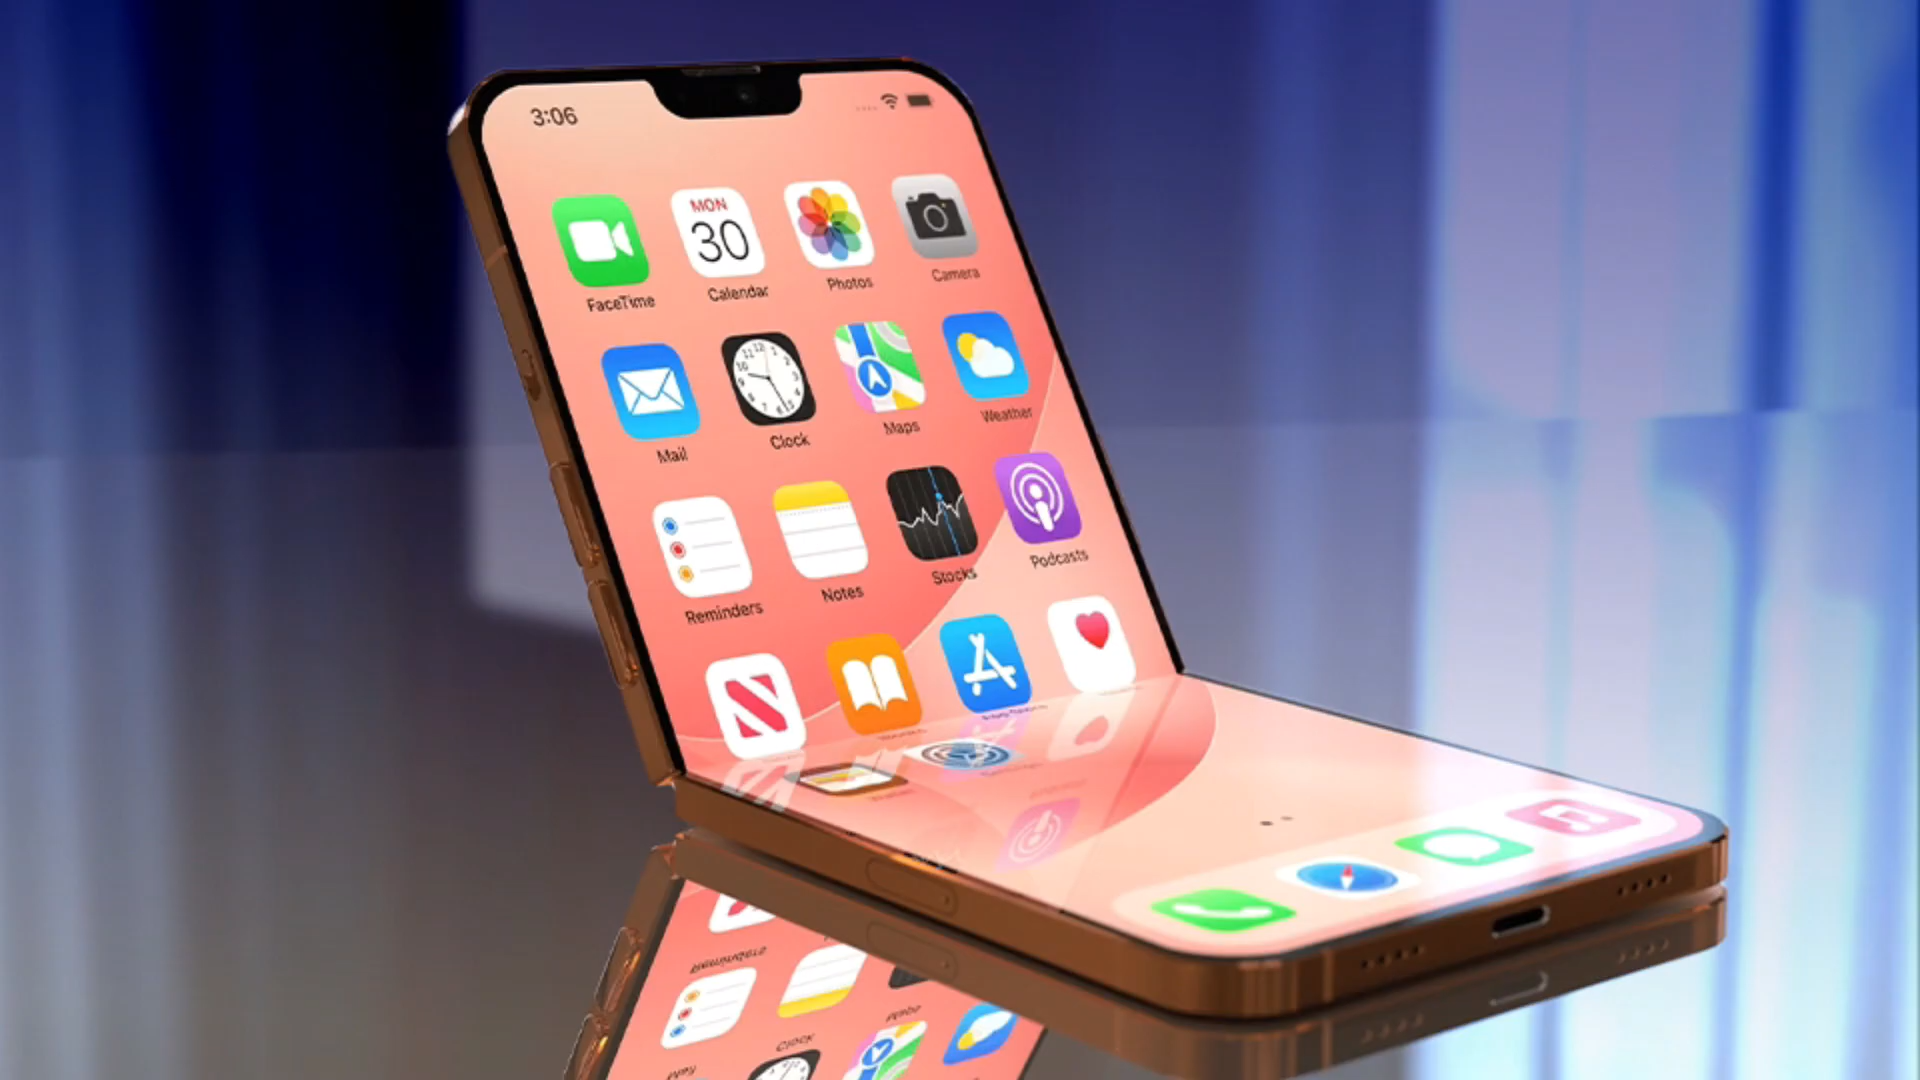 3:06
FaceTime
MON
30
Calendar
Photos
Camera
Mail
Clock
Maps
Weather
Reminders
Notes
Stocks
Podcasts